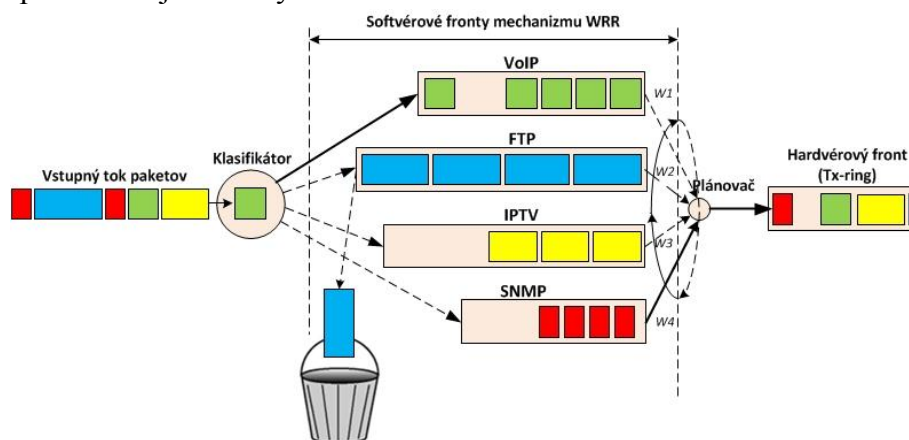 Softvérové fronty mechanizmu WRR
VoIP
W1
Klasifikátor
FTP
Hardvérový front
(Tx-ring)
Vstupný tok paketov
W2
Plánovač
IPTV
W3
SNMP
W4